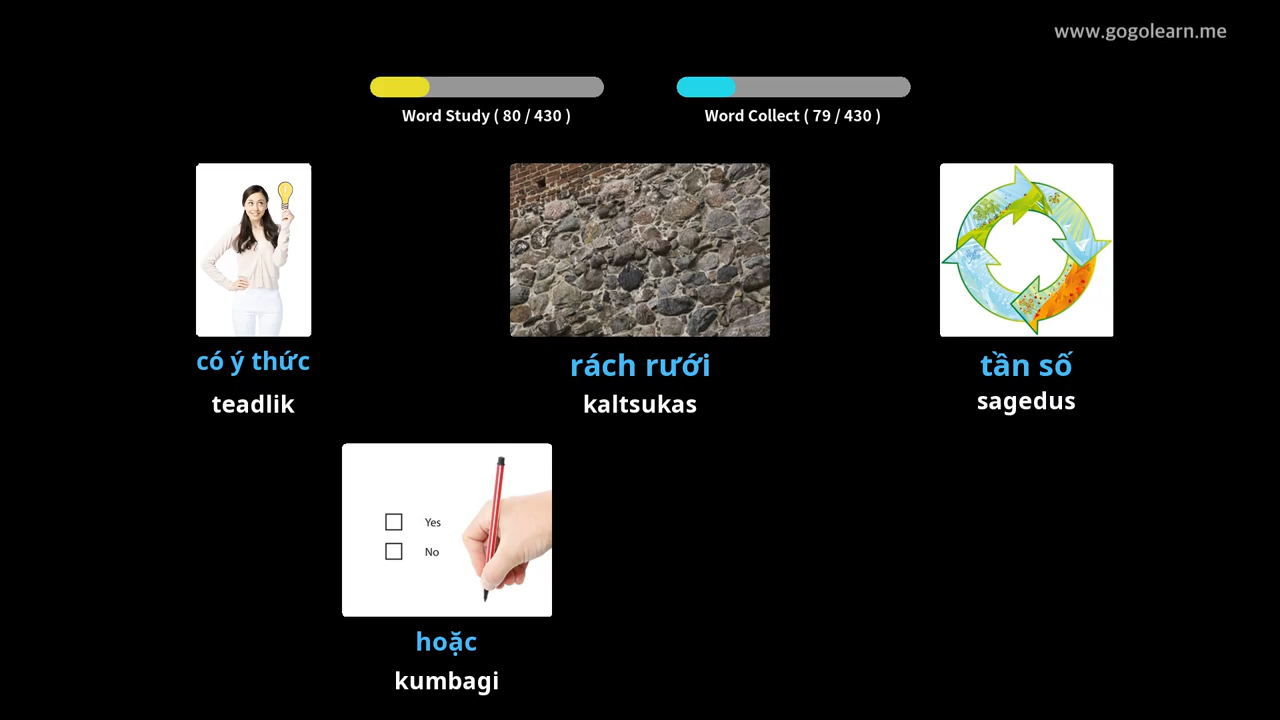 www.gogolearn.me
Word Study ( 80 / 430 )
Word Collect ( 79 / 430 )
có ý thức
teadlik
rách rưới
kaltsukas
tần số
sagedus
Yes
No
hoặc
kumbagi